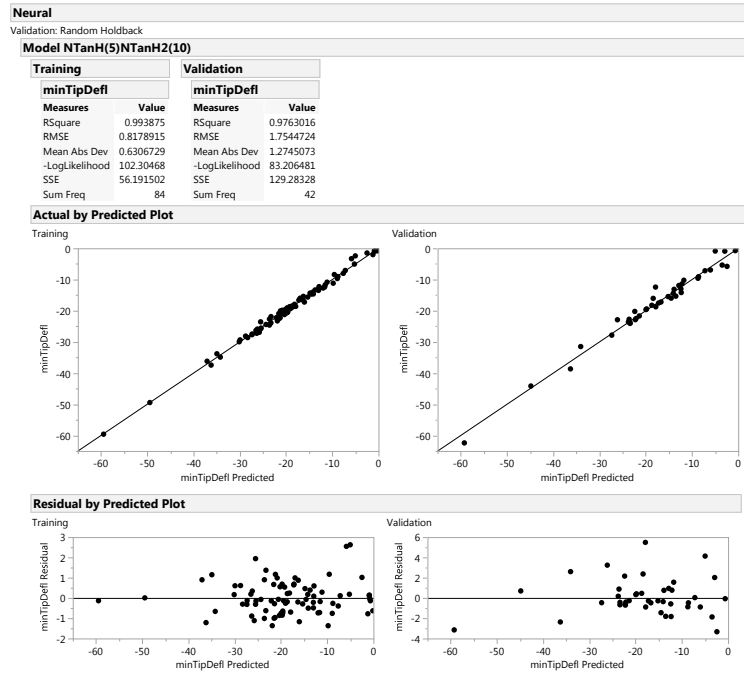 Neural
Validation: Random Holdback
Model NTanH(5)NTanH2(10)
Training Validation
minTipDefl minTipDefl
Measures Value Measures Value
RSquare 0.993875 RSquare 0.9763016
RMSE 0.8178915 RMSE 1.7544724
Mean Abs Dev 0.6306729 Mean Abs Dev 1.2745073
-LogLikelihood 102.30468 -LogLikelihood 83.206481
SSE 56.191502 SSE 129.28328
Sum Freq 84 Sum Freq 42
Actual by Predicted Plot
Training Validation
0 0
-10 -10
-20 -20
-30 -30
-40 -40
-50 -50
-60 -60
minTipDefl minTipDefl
-60 -50 -40 -30 -20 -10 0 -60 -50 -40 -30 -20 -10 0
minTipDefl Predicted minTipDefl Predicted
Residual by Predicted Plot
Training Validation
3 6
2 4
1 2
0 0
-1 -2
-2 -4
minTipDefl Residual minTipDefl Residual
-60 -50 -40 -30 -20 -10 0 -60 -50 -40 -30 -20 -10 0
minTipDefl Predicted minTipDefl Predicted